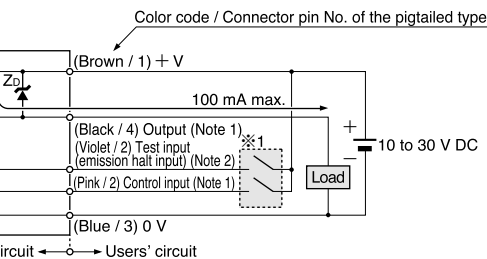 Color code / Connector pin No. of the pigtailed type
(Brown / 1) + V
ZD
100 mA max.
(Black / 4) Output (Note 1)
※1
(Violet / 2) Test input
(emission halt input) (Note 2)
+
10 to 30 V DC
−
Load
(Pink / 2) Control input (Note 1)
(Blue / 3) 0 V
ircuit
Users' circuit